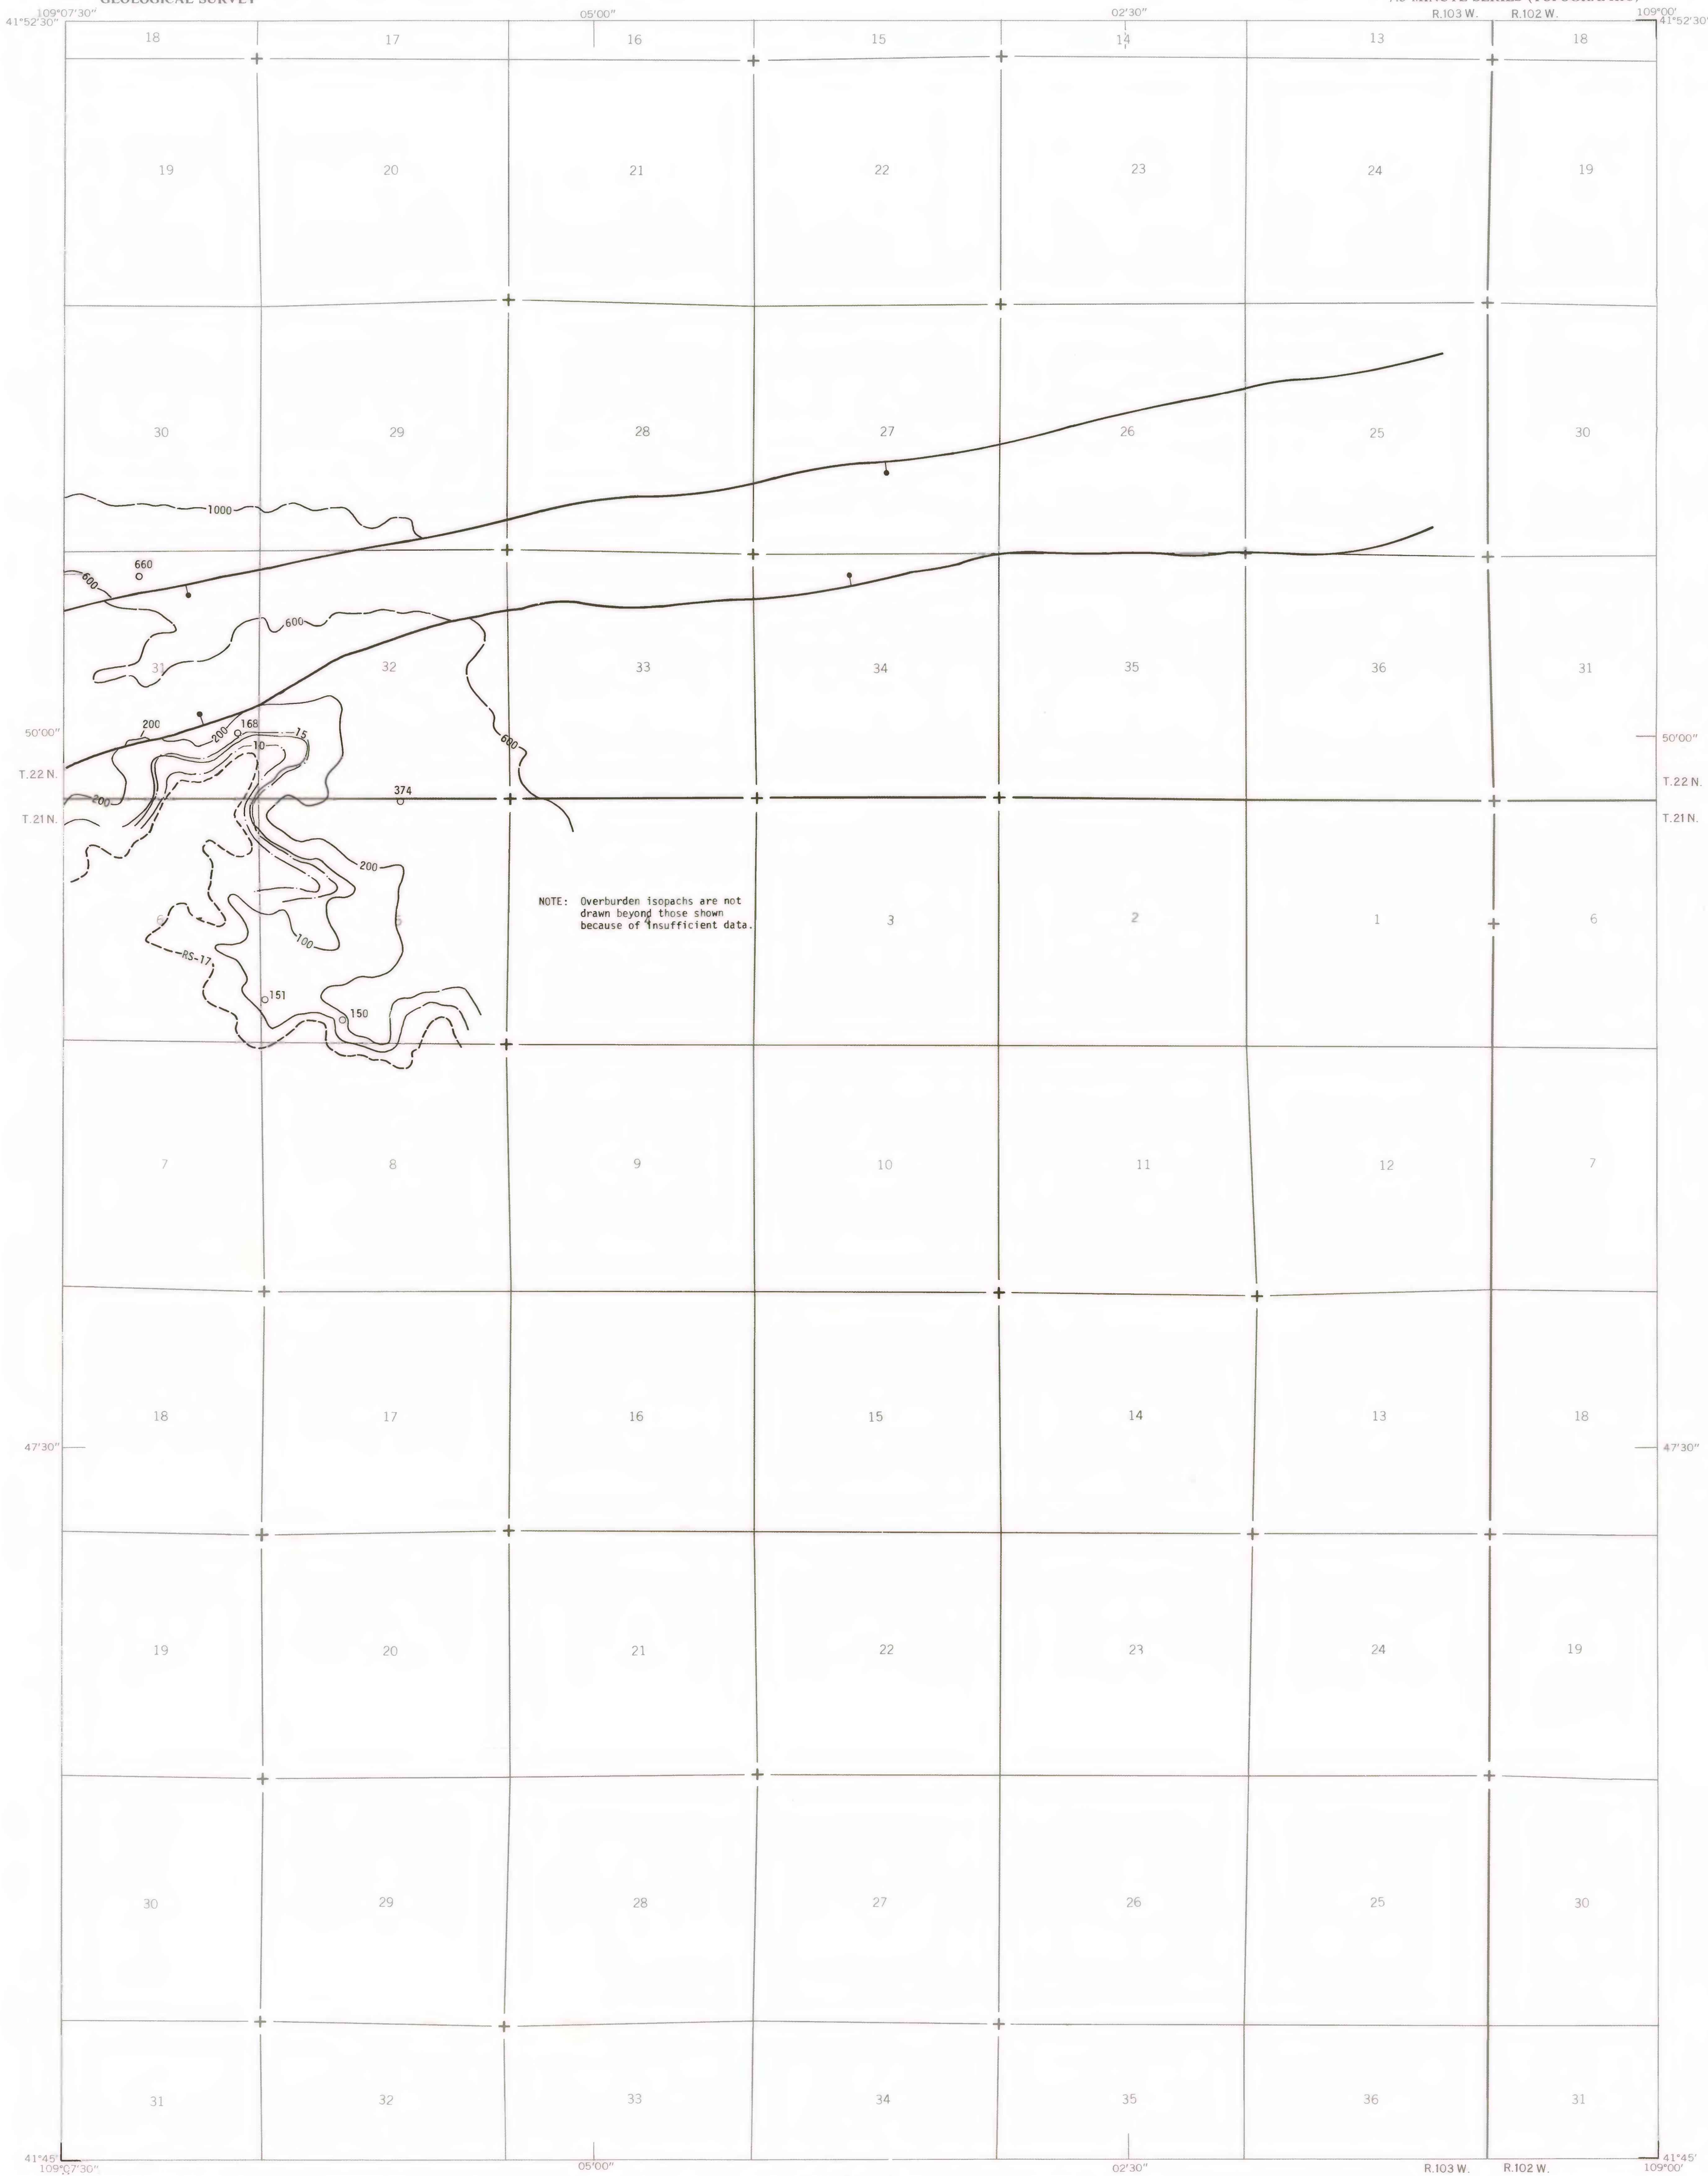 GEOLOGICAL SURVEY
109°07'30" 05'00" 02'30" R.103 W. R.102 W. 109°00'
41°52'30" 41°52'30"
18 17 16 15 14 13 18
19 20 21 22 23 24 19
30 29 28 27 26 25 30
1000
660
600
600
31 32 33 34 35 36 31
200 168
200 15
50'00" 600 50'00"
10
T.22 N. T.22 N.
374
200
T.21 N. T.21 N.
200
NOTE: Overburden isopachs are not
drawn beyond those shown
because of insufficient data.
6 5 4 3 2 1 6
100
RS-17
151
150
7 8 9 10 11 12 7
18 17 16 15 14 13 18
47'30" 47'30"
19 20 21 22 23 24 19
30 29 28 27 26 25 30
31 32 33 34 35 36 31
41°45' 41°45'
109°07'30" 05'00" 02'30" R.103 W. R.102 W. 109°00'